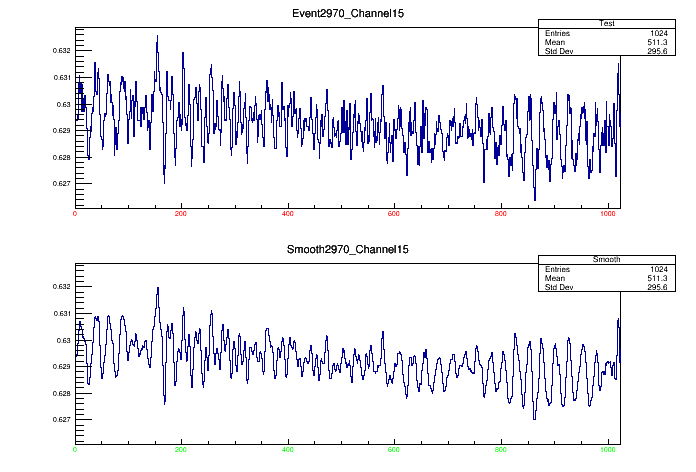 Event2970_Channel15
Test
Entries 1024
Mean 511.3
Std Dev 295.6
0.632
0.631
0.63
0.629
0.628
0.627
0 200 400 600 800 1000
Smooth2970_Channel15
Smooth
Entries 1024
Mean 511.3
Std Dev 295.6
0.632
0.631
0.63
0.629
0.628
0.627
0 200 400 600 800 1000